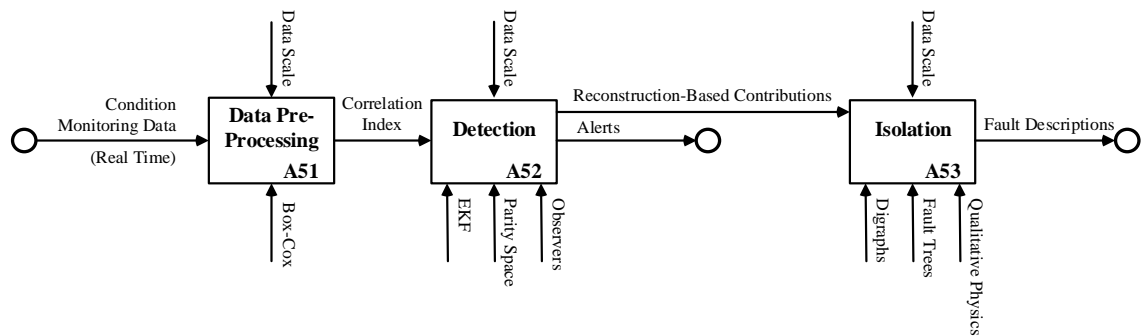 Data Scale
Data Scale
Data Scale
Condition
Monitoring Data
(Real Time)
Data Pre-
Processing
A51
Correlation
Index
Detection
A52
Reconstruction-Based Contributions
Alerts
Isolation
A53
Fault Descriptions
Box-Cox
EKF
Parity Space
Observers
Digraphs
Fault Trees
Qualitative Physics